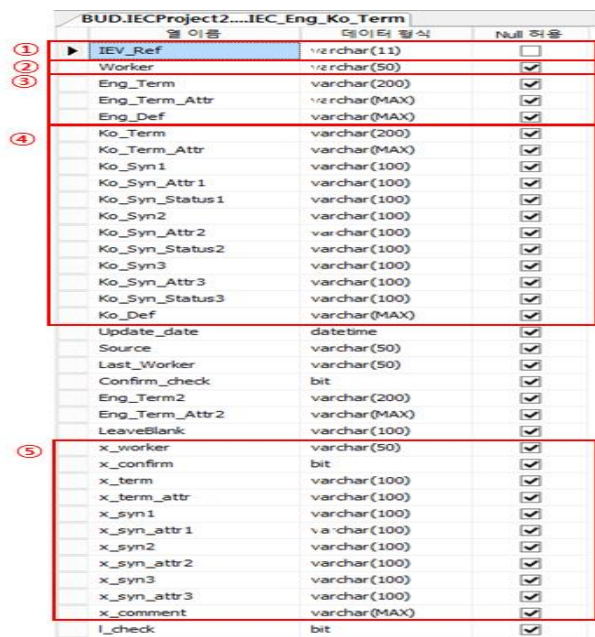 BUD.IECProject2....IEC_Eng_Ko_Term
열 이름 데이터 형식 Null 허용
① IEV_Ref varchar(11)
② Worker varchar(50)
③ Eng_Term varchar(200)
Eng_Term_Attr varchar(MAX)
Eng_Def varchar(MAX)
④ Ko_Term varchar(200)
Ko_Term_Attr varchar(MAX)
Ko_Syn1 varchar(100)
Ko_Syn_Attr1 varchar(100)
Ko_Syn_Status1 varchar(100)
Ko_Syn2 varchar(100)
Ko_Syn_Attr2 varchar(100)
Ko_Syn_Status2 varchar(100)
Ko_Syn3 varchar(100)
Ko_Syn_Attr3 varchar(100)
Ko_Syn_Status3 varchar(100)
Ko_Def varchar(MAX)
Update_date datetime
Source varchar(50)
Last_Worker varchar(50)
Confirm_check bit
Eng_Term2 varchar(200)
Eng_Term_Attr2 varchar(MAX)
LeaveBlank varchar(100)
⑤ x_worker varchar(50)
x_confirm bit
x_term varchar(100)
x_term_attr varchar(100)
x_syn1 varchar(100)
x_syn_attr1 varchar(100)
x_syn2 varchar(100)
x_syn_attr2 varchar(100)
x_syn3 varchar(100)
x_syn_attr3 varchar(100)
x_comment varchar(MAX)
l_check bit